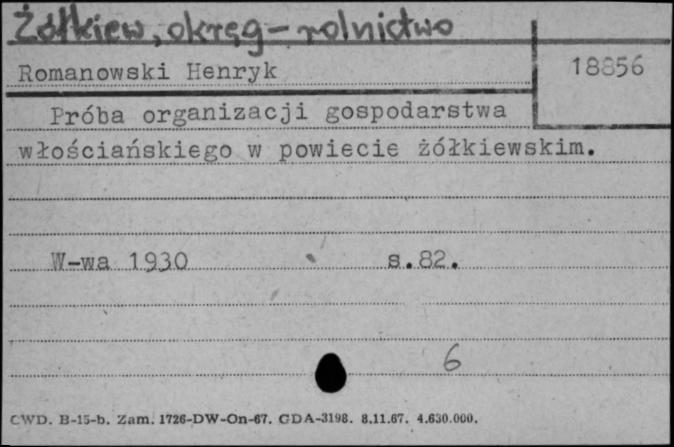 Żółkiew, okręg - rolnictwo
Romanowski Henryk
18856
Próba organizacji gospodarstwa
włościańskiego w powiecie żółkiewskim.
W-wa 1930 s.82.
6
CWD. B-15-b. Zam. 1726-DW-On-67. GDA-3198. 8.11.67. 4.630.000.